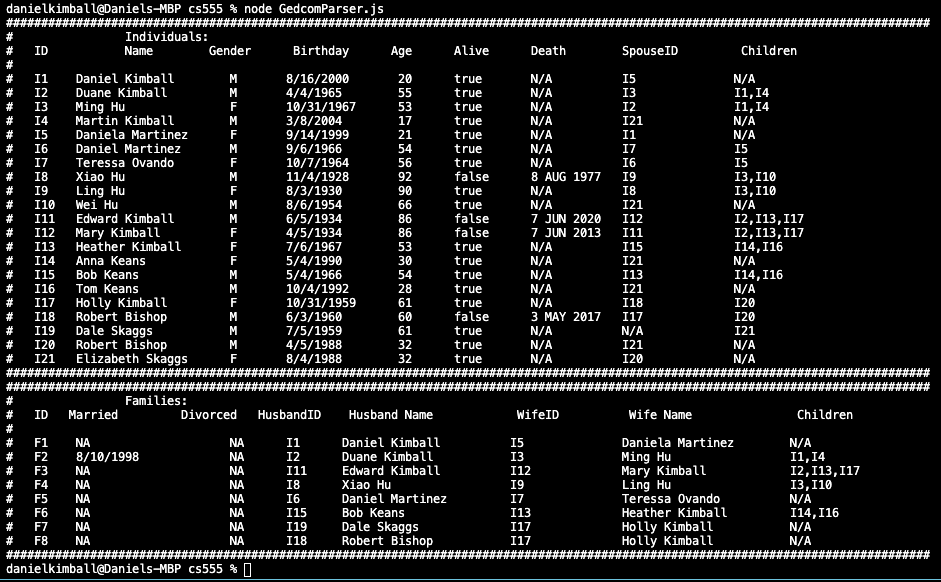 danielkimball@Daniels-MBP cs555 % node GedcomParser.js
####################################################################################################################################
# Individuals:
# ID Name Gender Birthday Age Alive Death SpouseID Children
#
# I1 Daniel Kimball M 8/16/2000 20 true N/A I5 N/A
# I2 Duane Kimball M 4/4/1965 55 true N/A I3 I1,I4
# I3 Ming Hu F 10/31/1967 53 true N/A I2 I1,I4
# I4 Martin Kimball M 3/8/2004 17 true N/A I21 N/A
# I5 Daniela Martinez F 9/14/1999 21 true N/A I1 N/A
# I6 Daniel Martinez M 9/6/1966 54 true N/A I7 I5
# I7 Teressa Ovando F 10/7/1964 56 true N/A I6 I5
# I8 Xiao Hu M 11/4/1928 92 false 8 AUG 1977 I9 I3,I10
# I9 Ling Hu F 8/3/1930 90 true N/A I8 I3,I10
# I10 Wei Hu M 8/6/1954 66 true N/A I21 N/A
# I11 Edward Kimball M 6/5/1934 86 false 7 JUN 2020 I12 I2,I13,I17
# I12 Mary Kimball M 4/5/1934 86 false 7 JUN 2013 I11 I2,I13,I17
# I13 Heather Kimball F 7/6/1967 53 true N/A I15 I14,I16
# I14 Anna Keans F 5/4/1990 30 true N/A I21 N/A
# I15 Bob Keans M 5/4/1966 54 true N/A I13 I14,I16
# I16 Tom Keans M 10/4/1992 28 true N/A I21 N/A
# I17 Holly Kimball F 10/31/1959 61 true N/A I18 I20
# I18 Robert Bishop M 6/3/1960 60 false 3 MAY 2017 I17 I20
# I19 Dale Skaggs M 7/5/1959 61 true N/A N/A I21
# I20 Robert Bishop M 4/5/1988 32 true N/A I21 N/A
# I21 Elizabeth Skaggs F 8/4/1988 32 true N/A I20 N/A
####################################################################################################################################
####################################################################################################################################
# Families:
# ID Married Divorced HusbandID Husband Name WifeID Wife Name Children
#
# F1 NA NA I1 Daniel Kimball I5 Daniela Martinez N/A
# F2 8/10/1998 NA I2 Duane Kimball I3 Ming Hu I1,I4
# F3 NA NA I11 Edward Kimball I12 Mary Kimball I2,I13,I17
# F4 NA NA I8 Xiao Hu I9 Ling Hu I3,I10
# F5 NA NA I6 Daniel Martinez I7 Teressa Ovando N/A
# F6 NA NA I15 Bob Keans I13 Heather Kimball I14,I16
# F7 NA NA I19 Dale Skaggs I17 Holly Kimball N/A
# F8 NA NA I18 Robert Bishop I17 Holly Kimball N/A
####################################################################################################################################
danielkimball@Daniels-MBP cs555 %